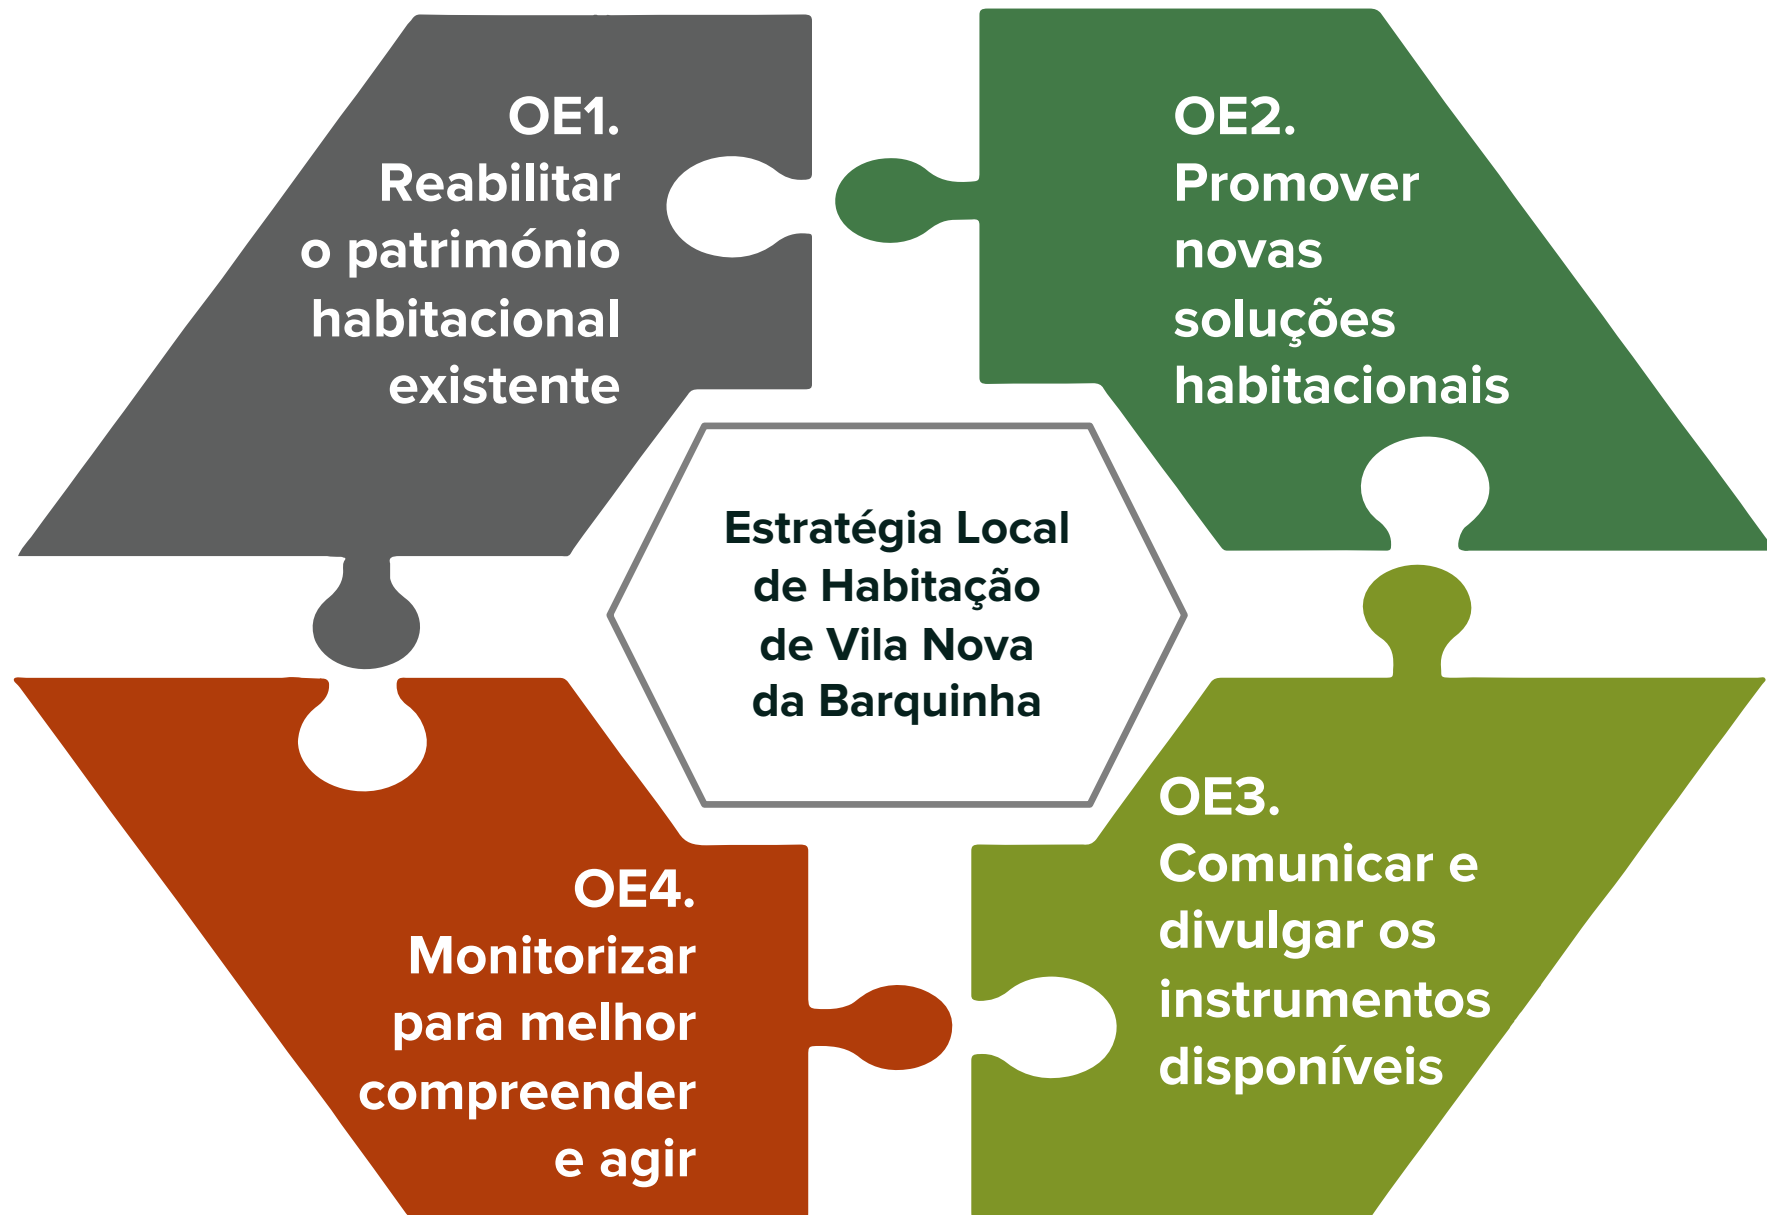 OE1.
Reabilitar
o património
habitacional
existente
OE2.
Promover
novas
soluções
habitacionais
Estratégia Local
de Habitação
de Vila Nova
da Barquinha
OE3.
Comunicar e
divulgar os
instrumentos
disponíveis
OE4.
Monitorizar
para melhor
compreender
e agir